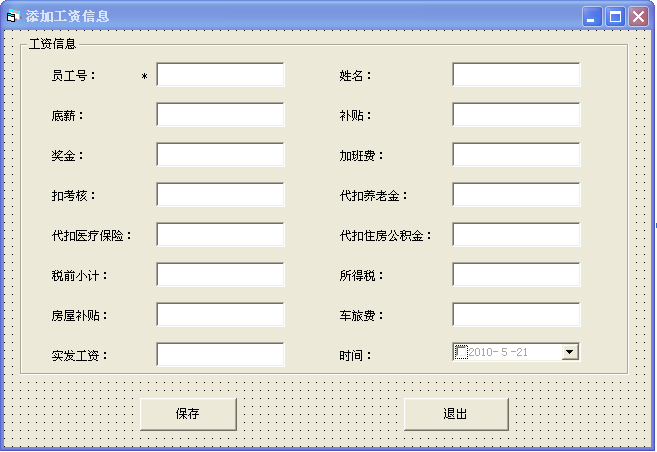 添加工资信息
工资信息
员工号： * 姓名：
底薪： 补贴：
奖金： 加班费：
扣考核： 代扣养老金：
代扣医疗保险： 代扣住房公积金：
税前小计： 所得税：
房屋补贴： 车旅费：
实发工资： 时间： 2010- 5 -21
保存 退出